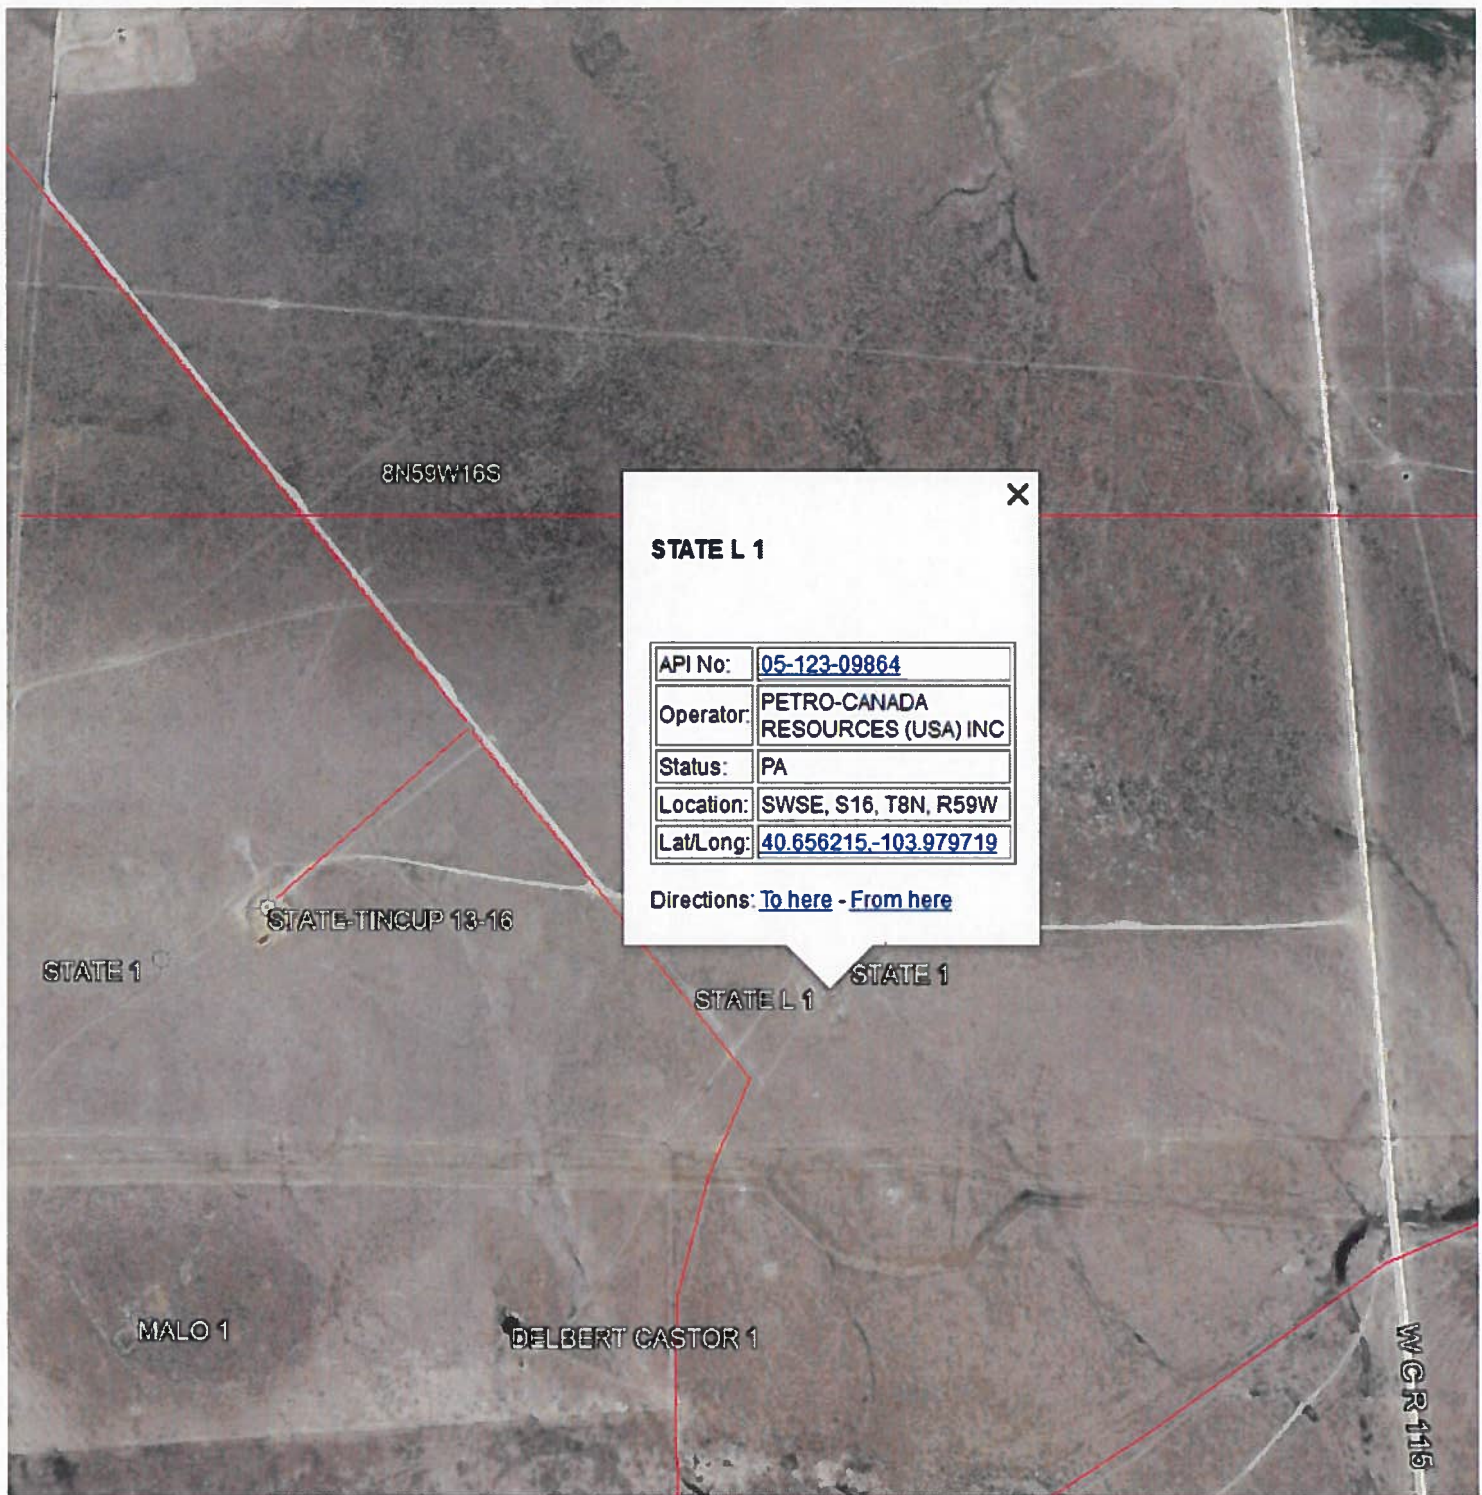 8N59W16S
STATE L 1
API No: 05-123-09864
Operator: PETRO-CANADA
RESOURCES (USA) INC
Status: PA
Location: SWSE, S16, T8N, R59W
Lat/Long: 40.656215,-103.979719
Directions: To here - From here
STATE-TINCUP 13-16
STATE 1
STATE 1
STATE L 1
MALO 1
DELBERT CASTOR 1
W C R 115